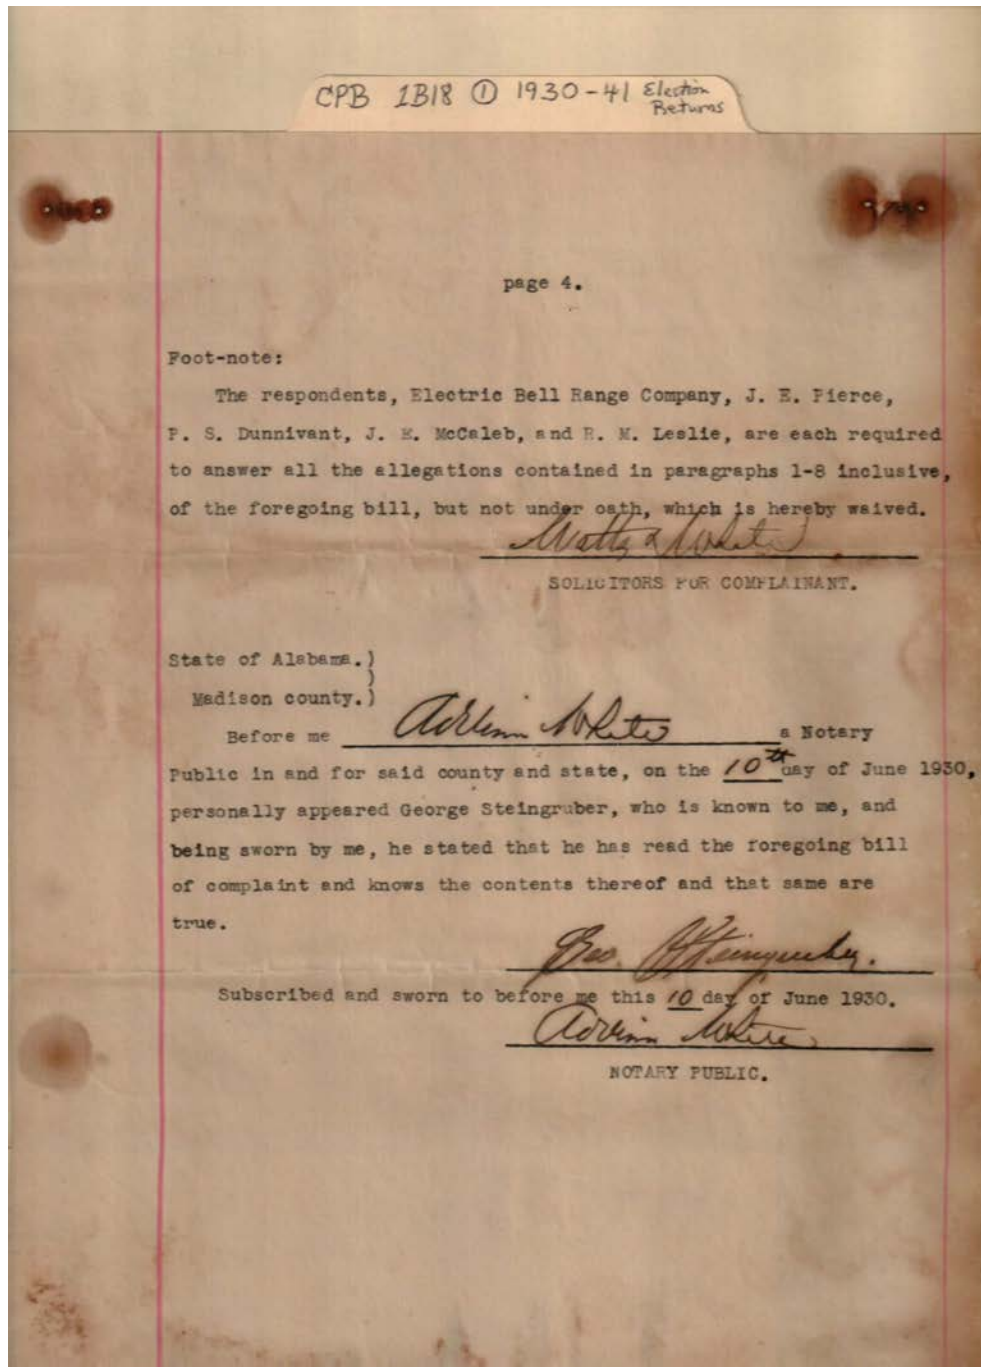 CPB 1B18 ① 1930-41 Election
Returns
page 4.
Foot-note:
The respondents, Electric Bell Range Company, J. E. Pierce,
P. S. Dunnivant, J. E. McCaleb, and R. M. Leslie, are each required
to answer all the allegations contained in paragraphs 1-8 inclusive,
of the foregoing bill, but not under oath, which is hereby waived.
Watts & White
SOLICITORS FOR COMPLAINANT.
State of Alabama.)
)
Madison county.)
Before me White a Notary
Public in and for said county and state, on the 10th day of June 1930,
personally appeared George Steingruber, who is known to me, and
being sworn by me, he stated that he has read the foregoing bill
of complaint and knows the contents thereof and that same are
true.
Geo. Steingruber.
Subscribed and sworn to before me this 10 day of June 1930.
White
NOTARY PUBLIC.